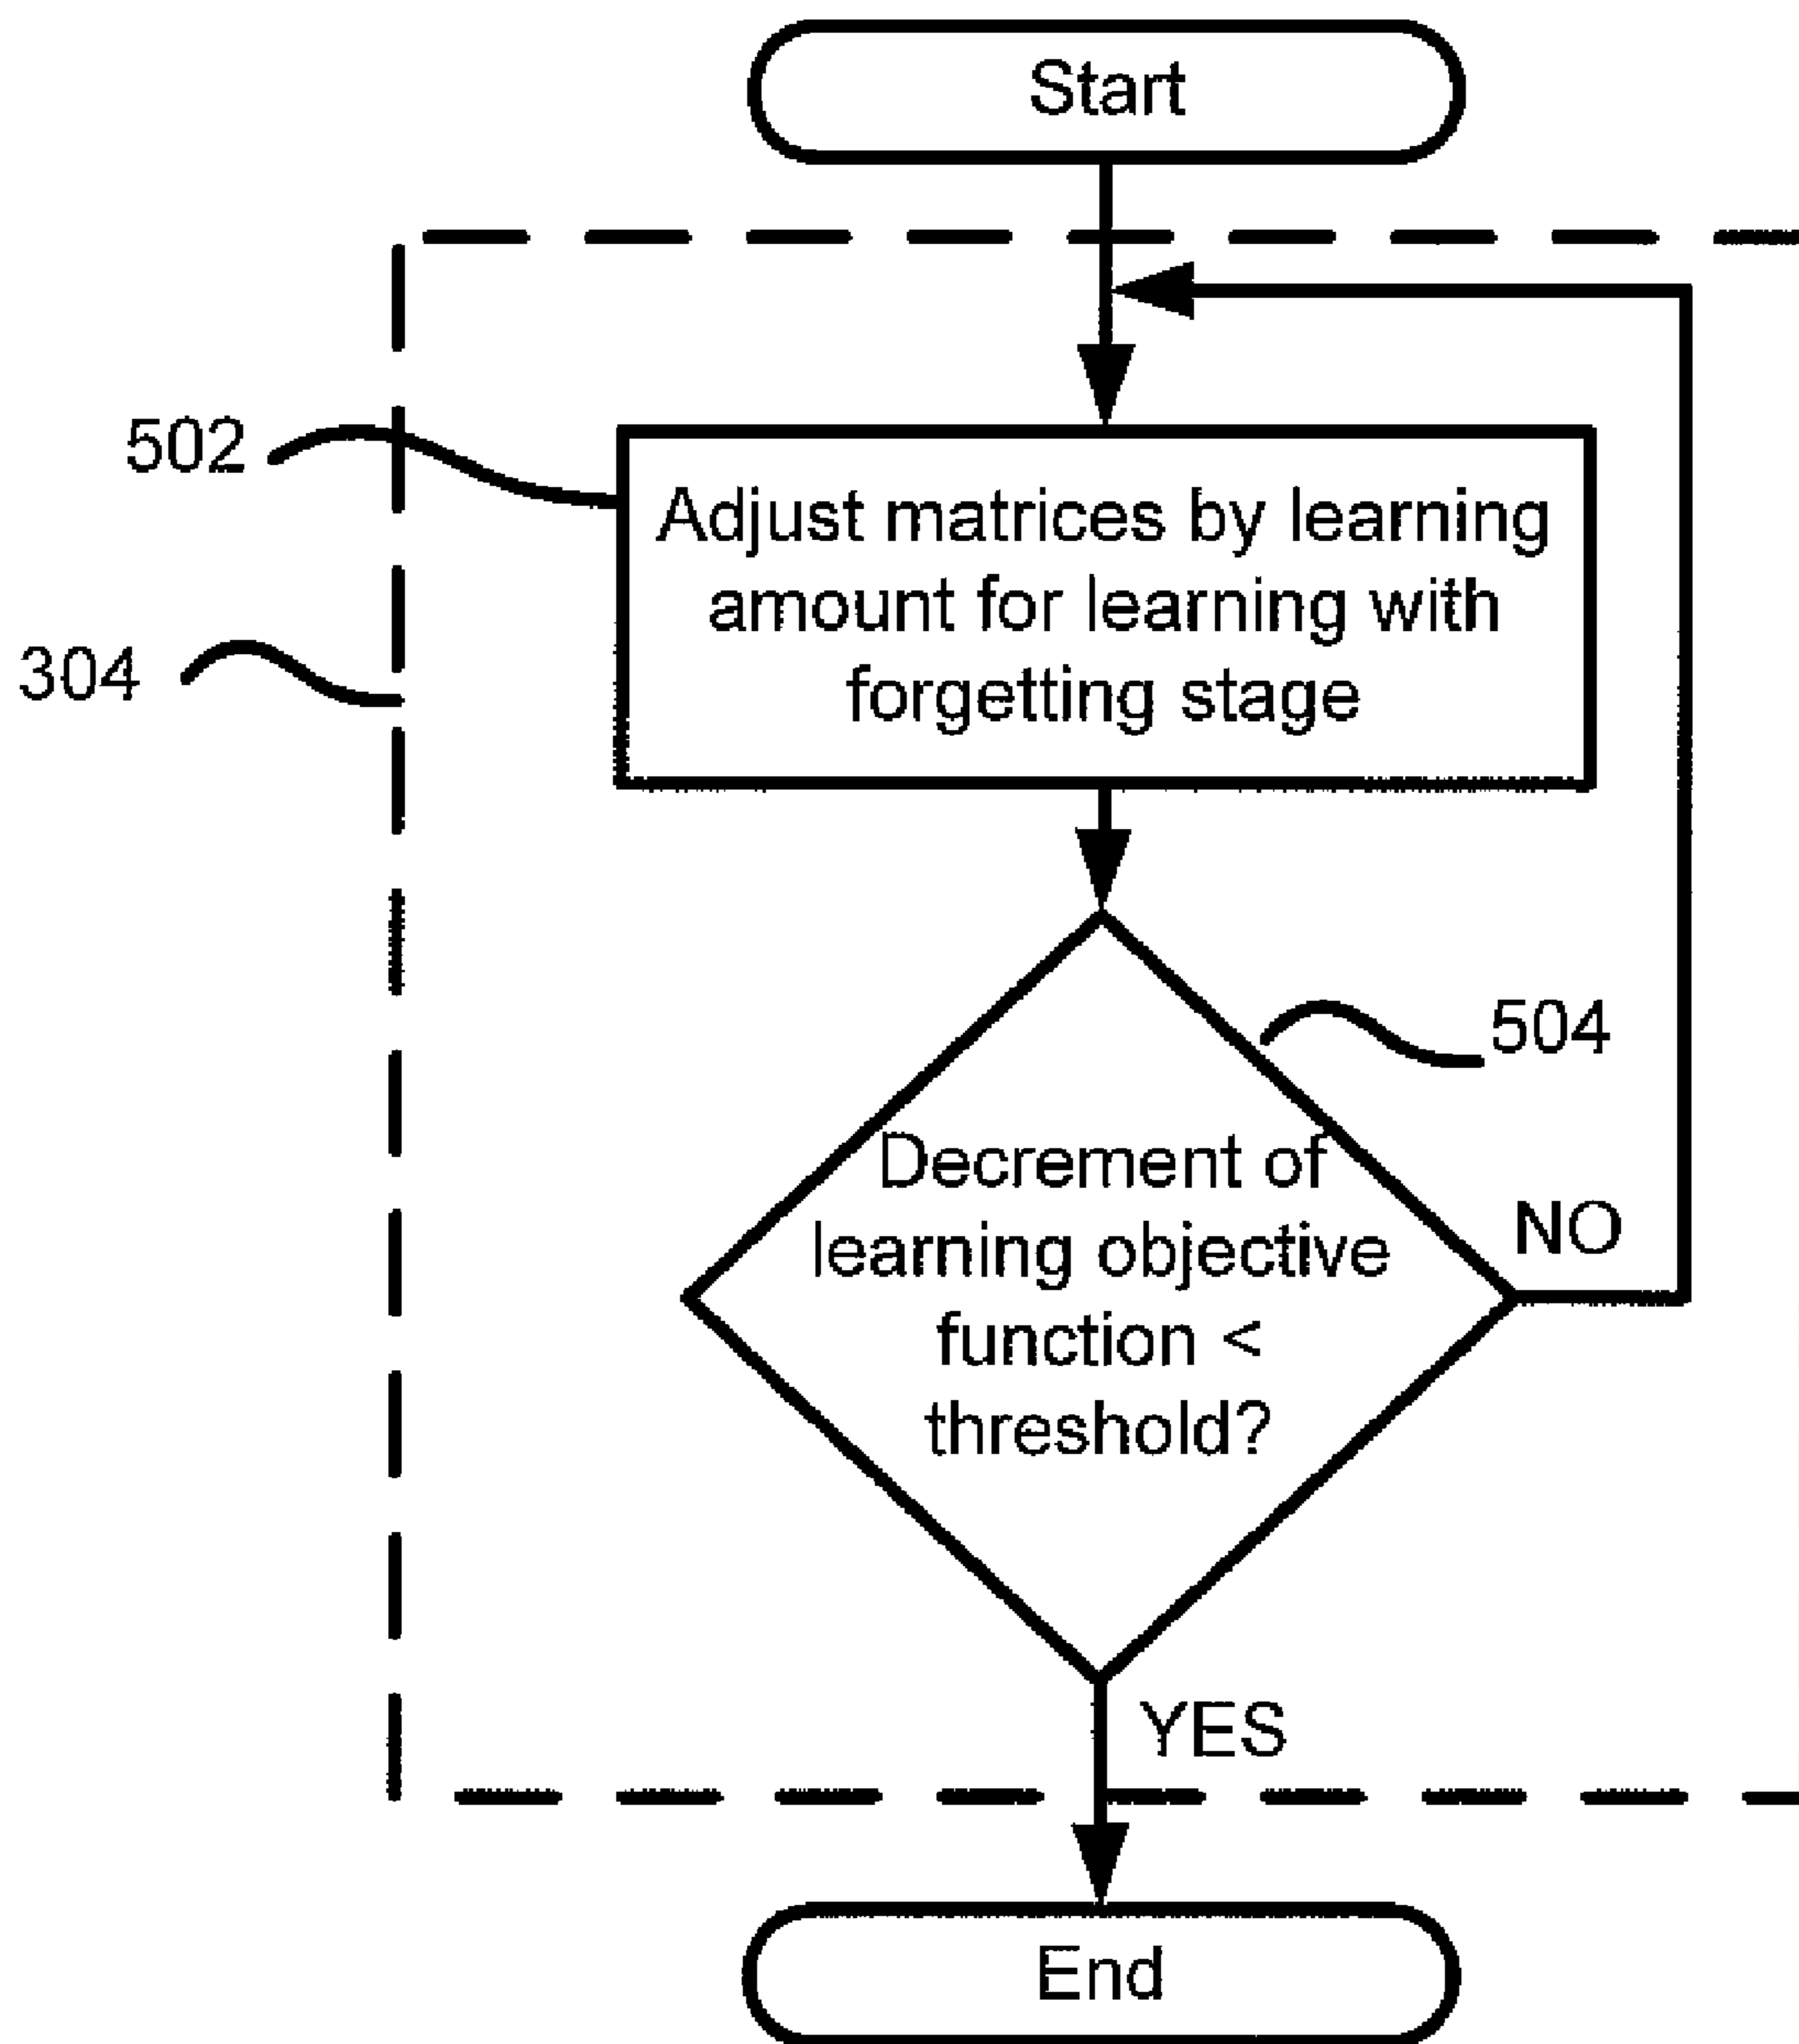 Start
502
Adjust matrices by learning
amount for learning with
forgetting stage
304
504
Decrement of
learning objective
function <
threshold?
NO
YES
End